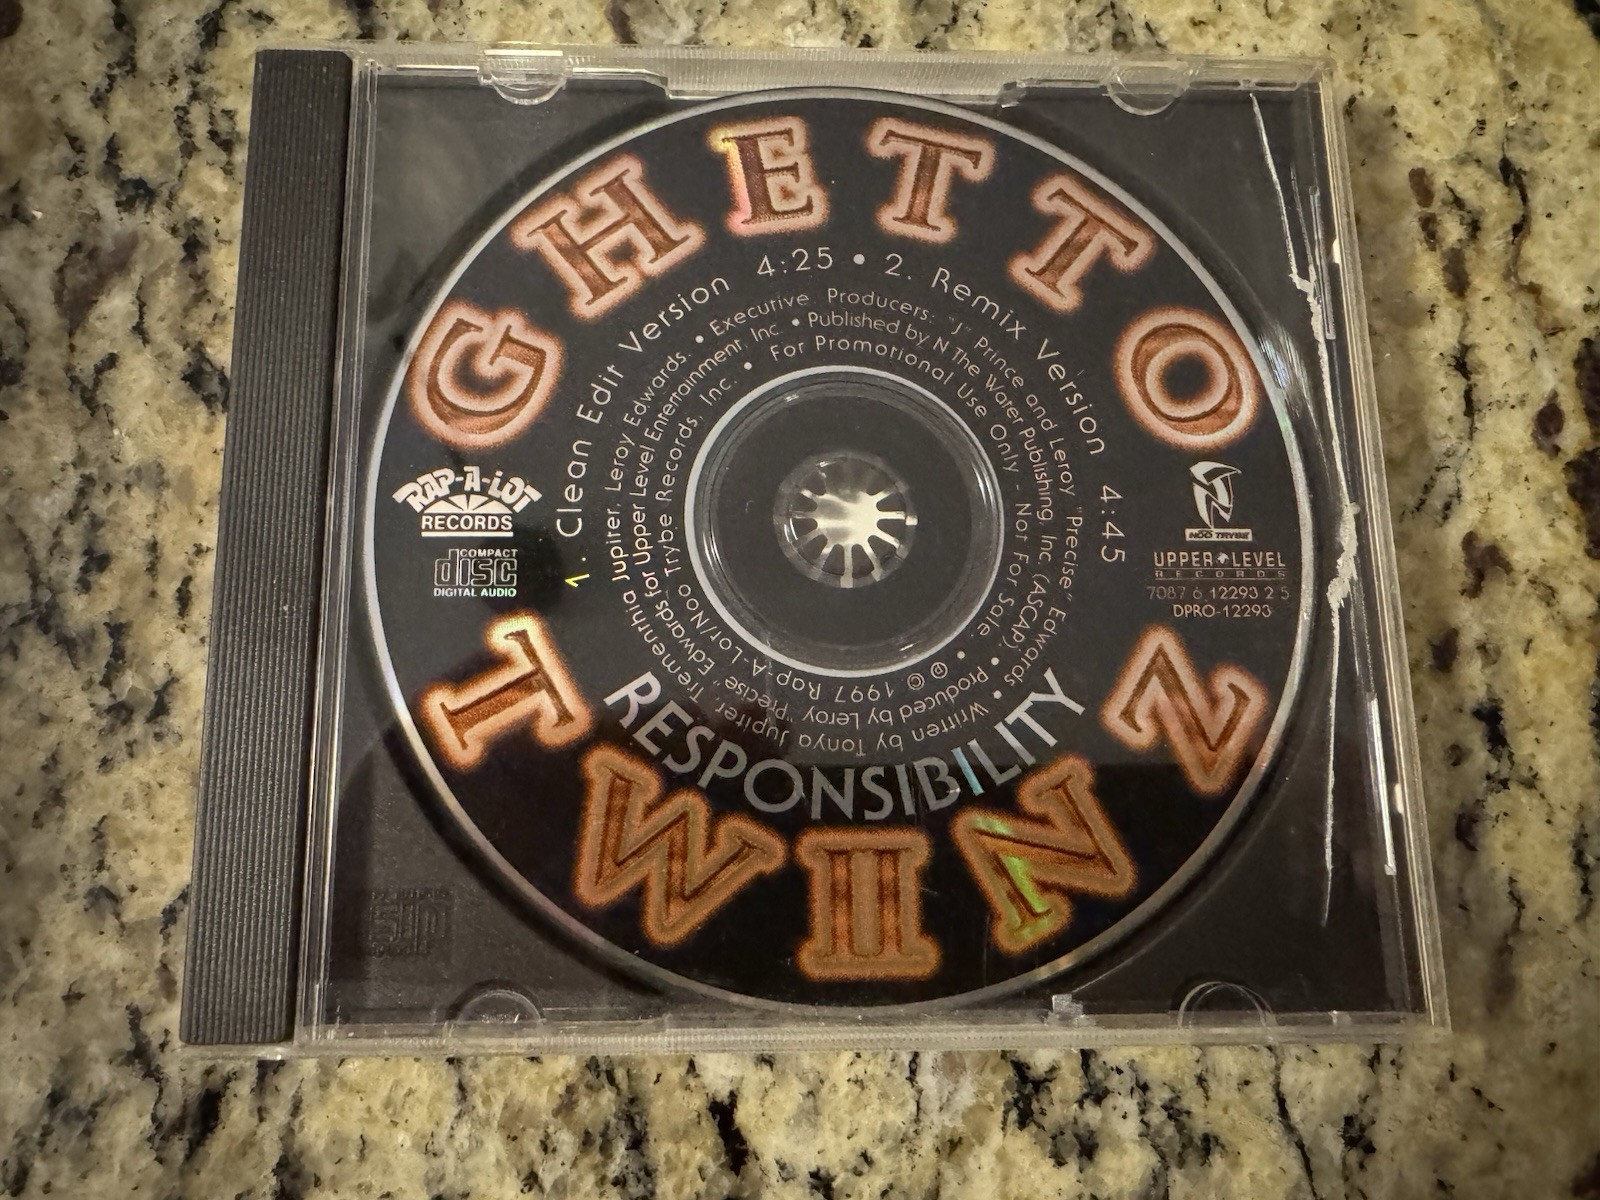 GHETTO
TWIINZ
1. Clean Edit Version 4:25 • 2. Remix Version 4:45
RESPONSIBILITY
Written by Tonya Jupiter, Trementhia Jupirer, Leroy Edwards. • Executive Producers: "J" Prince and Leroy "Precise" Edwards •
Produced by Leroy "Precise" Edwards for Upper Level Entertainment, Inc. • Published by N The Water Publishing, Inc. (ASCAP). •
℗ © 1997 Rap-A-Lot/Noo Trybe Records, Inc. • For Promotional Use Only - Not For Sale.
RAP-A-LOT
RECORDS
COMPACT
disc
DIGITAL AUDIO
NOO TRYBE
UPPER LEVEL
RECORDS
7087 6 12293 2 5
DPRO-12293